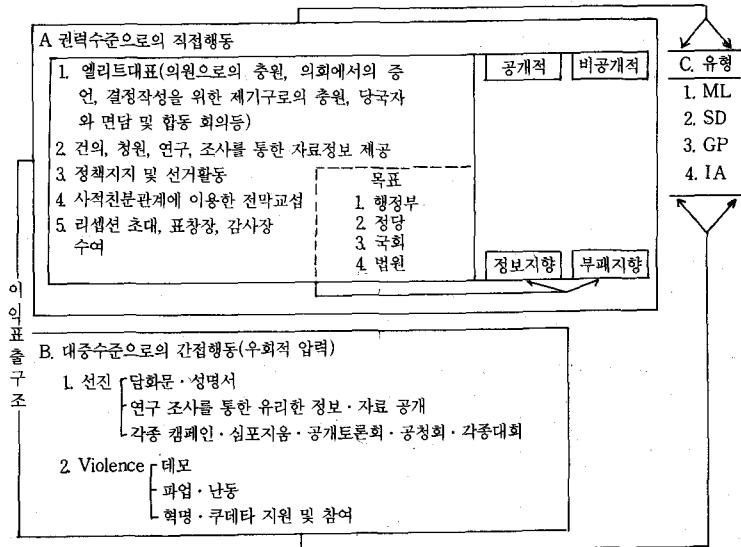 A 권력수준으로의 직접행동
1. 엘리트대표(의원으로의 충원, 의회에서의 증
언, 결정작성을 위한 제기구로의 충원, 당국자
와 면담 및 합동 회의등)
2. 건의, 청원, 연구, 조사를 통한 자료정보 제공
3. 정책지지 및 선거활동
4. 사적친분관계에 이용한 전막교섭
5. 리셉션 초대, 표창장, 감사장
수여
목표
1. 행정부
2. 정당
3. 국회
4. 법원
공개적
비공개적
정보지향
부패지향
C. 유형
1. ML
2. SD
3. GP
4. IA
이익표출구조
B. 대중수준으로의 간접행동(우회적 압력)
1. 선진
담화문·성명서
연구 조사를 통한 유리한 정보·자료 공개
각종 캠페인·심포지움·공개토론회·공청회·각종대회
2. Violence
데모
파업·난동
혁명·쿠데타 지원 및 참여